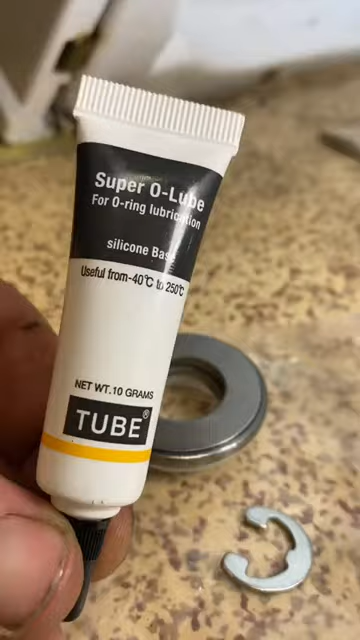 Super O-Lube
For O-ring lubrication
silicone Base
Useful from-40℃ to 250℃
NET WT.10 GRAMS
TUBE®